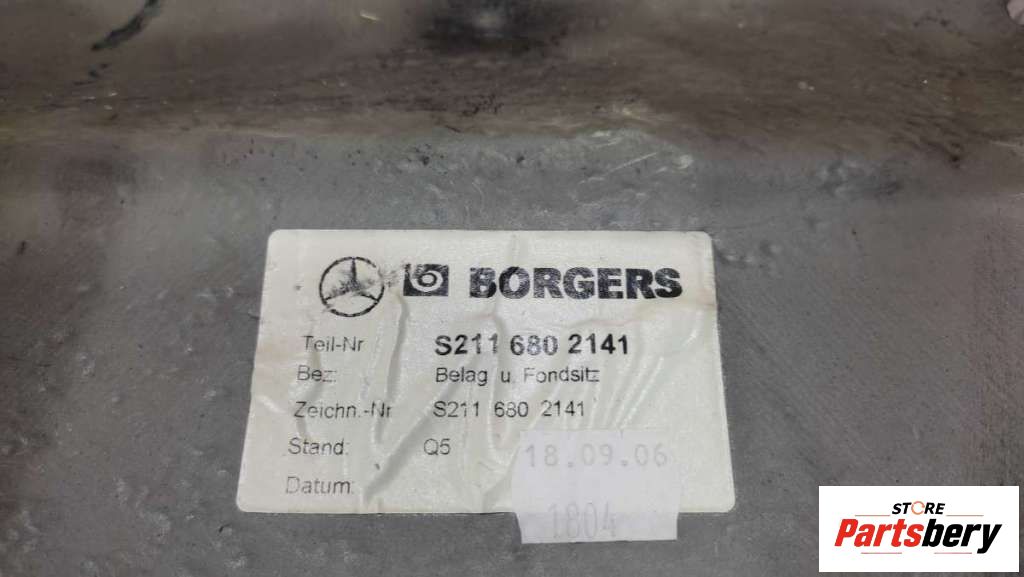 BORGERS
Teil-Nr S211 680 2141
Bez: Belag u. Fondsitz
Zeichn.-Nr S211 680 2141
Stand: Q5
18.09.06
Datum:
1804
STORE
Partsbery